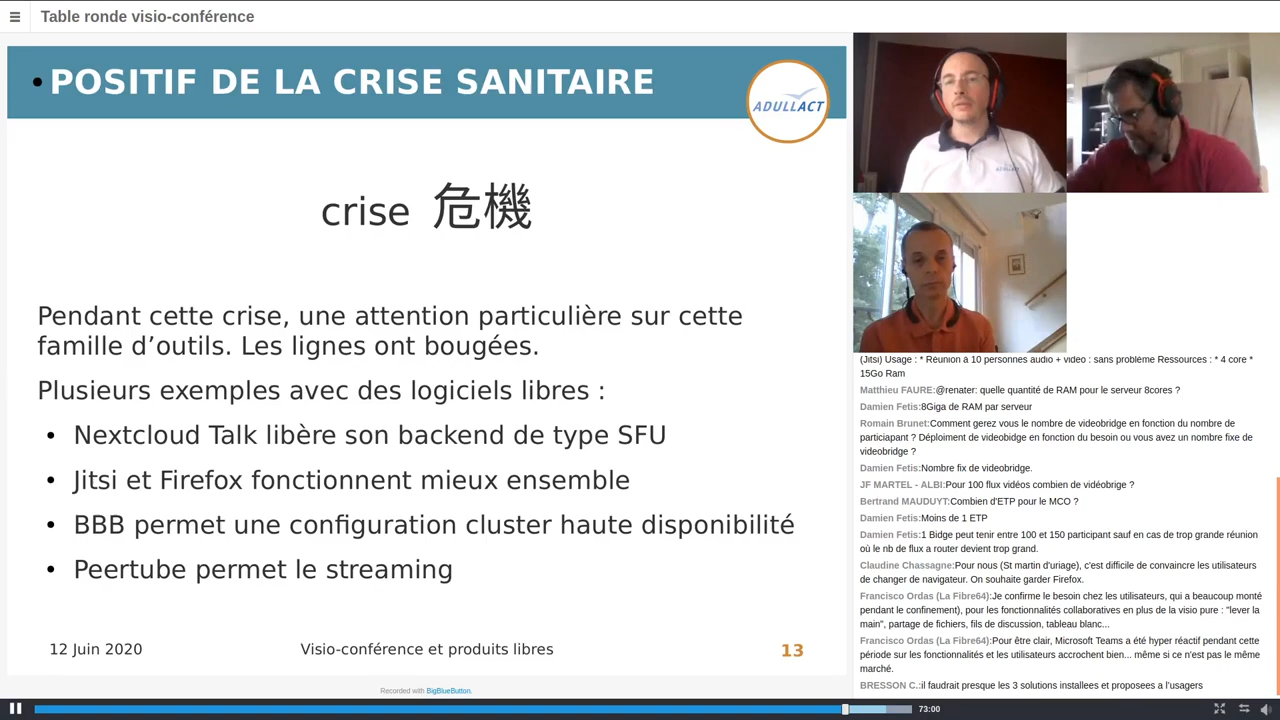 Table ronde visio-conférence
• POSITIF DE LA CRISE SANITAIRE
ADULLACT
crise 危機
Pendant cette crise, une attention particulière sur cette
famille d’outils. Les lignes ont bougées.
Plusieurs exemples avec des logiciels libres :
• Nextcloud Talk libère son backend de type SFU
• Jitsi et Firefox fonctionnent mieux ensemble
• BBB permet une configuration cluster haute disponibilité
• Peertube permet le streaming
12 Juin 2020
Visio-conférence et produits libres
13
Recorded with BigBlueButton.
ADULLACT
(Jitsi) Usage : * Réunion à 10 personnes audio + video : sans problème Ressources : * 4 core *
15Go Ram
Matthieu FAURE:@renater: quelle quantité de RAM pour le serveur 8cores ?
Damien Fetis:8Giga de RAM par serveur
Romain Brunet:Comment gerez vous le nombre de videobridge en fonction du nombre de
particiapant ? Déploiment de videobidge en fonction du besoin ou vous avez un nombre fixe de
videobridge ?
Damien Fetis:Nombre fix de videobridge.
JF MARTEL - ALBI:Pour 100 flux vidéos combien de vidéobrige ?
Bertrand MAUDUYT:Combien d'ETP pour le MCO ?
Damien Fetis:Moins de 1 ETP
Damien Fetis:1 Bidge peut tenir entre 100 et 150 participant sauf en cas de trop grande réunion
où le nb de flux a router devient trop grand.
Claudine Chassagne:Pour nous (St martin d'uriage), c'est difficile de convaincre les utilisateurs
de changer de navigateur. On souhaite garder Firefox.
Francisco Ordas (La Fibre64):Je confirme le besoin chez les utilisateurs, qui a beaucoup monté
pendant le confinement), pour les fonctionnalités collaboratives en plus de la visio pure : "lever la
main", partage de fichiers, fils de discussion, tableau blanc...
Francisco Ordas (La Fibre64):Pour être clair, Microsoft Teams a été hyper réactif pendant cette
période sur les fonctionnalités et les utilisateurs accrochent bien... même si ce n'est pas le même
marché.
BRESSON C.:il faudrait presque les 3 solutions installees et proposees a l'usagers
73:00